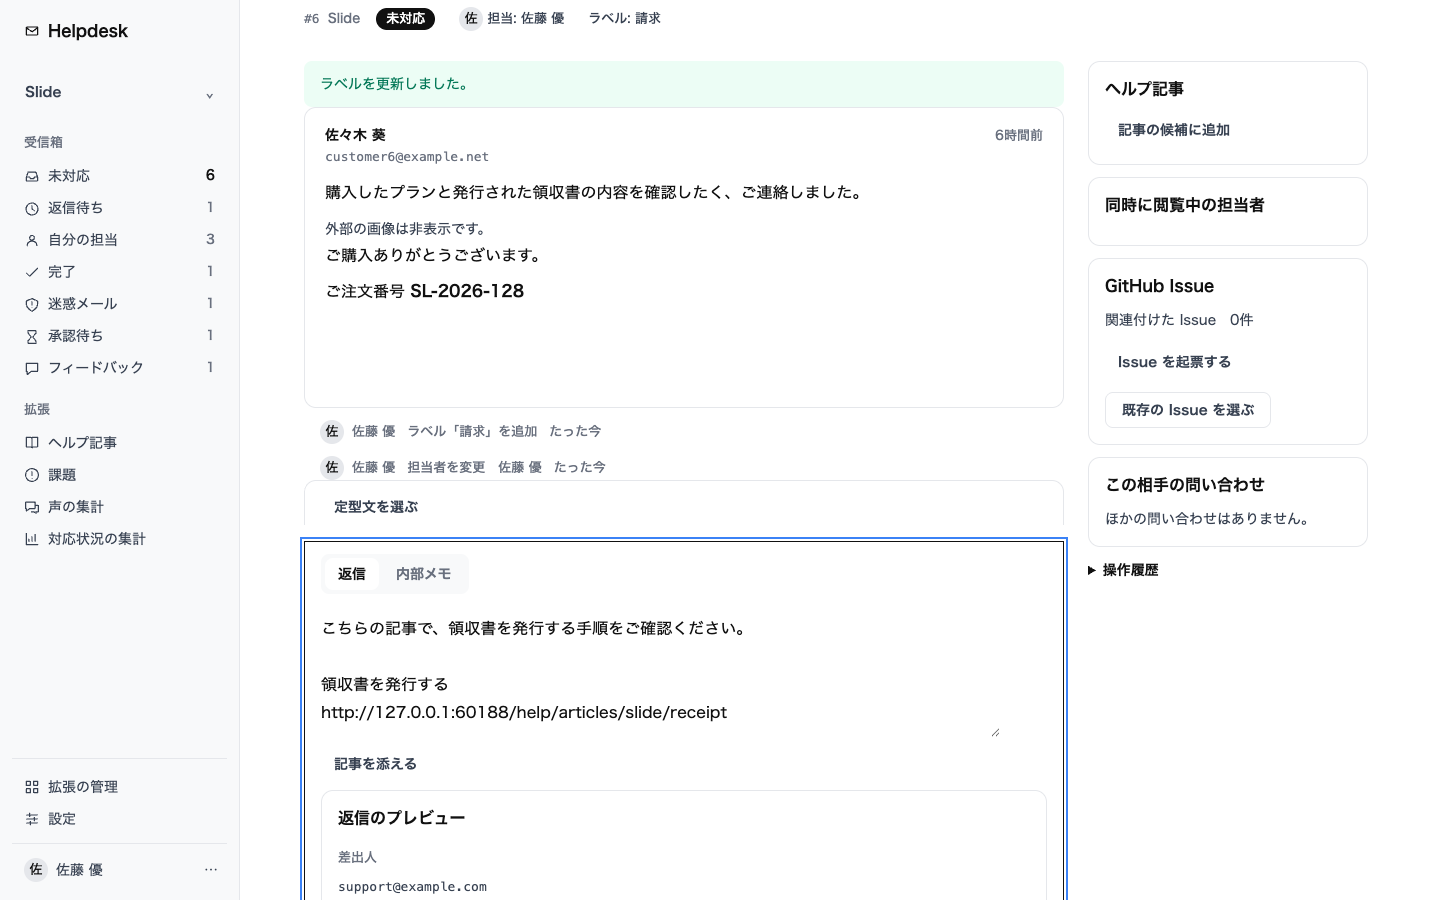 Helpdesk
Slide
受信箱
未対応 6
返信待ち 1
自分の担当 3
完了 1
迷惑メール 1
承認待ち 1
フィードバック 1
拡張
ヘルプ記事
課題
声の集計
対応状況の集計
拡張の管理
設定
佐 佐藤 優 ...
#6 Slide 未対応 佐 担当: 佐藤 優 ラベル: 請求
ラベルを更新しました。
佐々木 葵 6時間前
customer6@example.net
購入したプランと発行された領収書の内容を確認したく、ご連絡しました。
外部の画像は非表示です。
ご購入ありがとうございます。
ご注文番号 SL-2026-128
佐 佐藤 優 ラベル「請求」を追加 たった今
佐 佐藤 優 担当者を変更 佐藤 優 たった今
定型文を選ぶ
返信 内部メモ
こちらの記事で、領収書を発行する手順をご確認ください。
領収書を発行する
http://127.0.0.1:60188/help/articles/slide/receipt
記事を添える
返信のプレビュー
差出人
support@example.com
ヘルプ記事
記事の候補に追加
同時に閲覧中の担当者
GitHub Issue
関連付けた Issue 0件
Issue を起票する
既存の Issue を選ぶ
この相手の問い合わせ
ほかの問い合わせはありません。
▶ 操作履歴